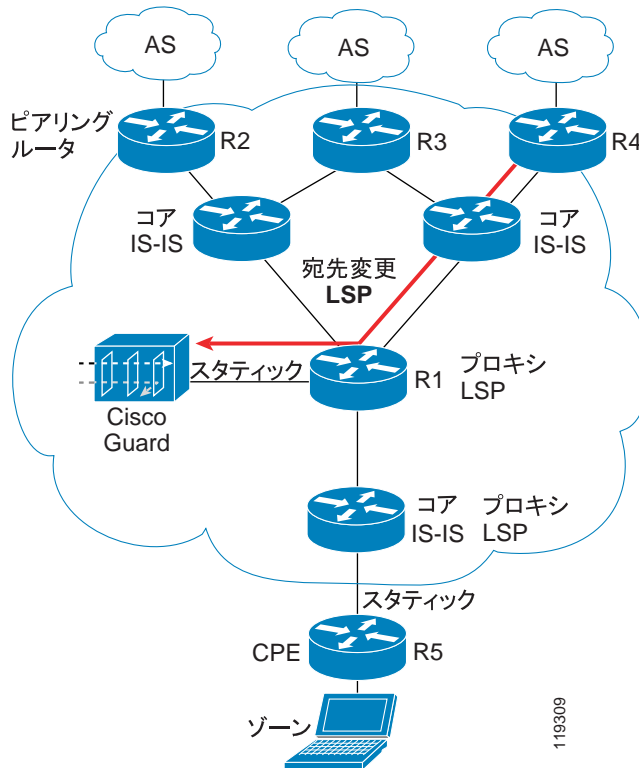 AS
AS
AS
ピアリング
ルータ
R2
R3
R4
コア
IS-IS
コア
IS-IS
宛先変更
LSP
スタティック
R1
プロキシ
LSP
Cisco
Guard
コア
IS-IS
プロキシ
LSP
スタティック
CPE
R5
ゾーン
119309